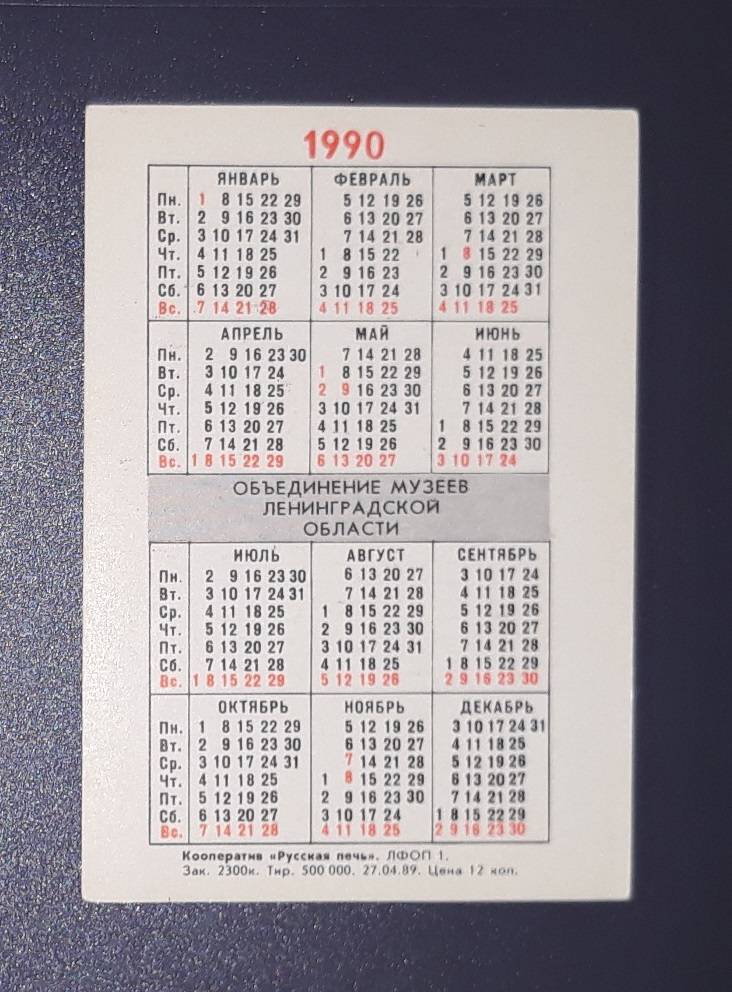 1990
ЯНВАРЬ ФЕВРАЛЬ МАРТ
Пн. 1 8 15 22 29 5 12 19 26 5 12 19 26
Вт. 2 9 16 23 30 6 13 20 27 6 13 20 27
Ср. 3 10 17 24 31 7 14 21 28 7 14 21 28
Чт. 4 11 18 25 1 8 15 22 1 8 15 22 29
Пт. 5 12 19 26 2 9 16 23 2 9 16 23 30
Сб. 6 13 20 27 3 10 17 24 3 10 17 24 31
Вс. 7 14 21 28 4 11 18 25 4 11 18 25
АПРЕЛЬ МАЙ ИЮНЬ
Пн. 2 9 16 23 30 7 14 21 28 4 11 18 25
Вт. 3 10 17 24 1 8 15 22 29 5 12 19 26
Ср. 4 11 18 25 2 9 16 23 30 6 13 20 27
Чт. 5 12 19 26 3 10 17 24 31 7 14 21 28
Пт. 6 13 20 27 4 11 18 25 1 8 15 22 29
Сб. 7 14 21 28 5 12 19 26 2 9 16 23 30
Вс. 1 8 15 22 29 6 13 20 27 3 10 17 24
ОБЪЕДИНЕНИЕ МУЗЕЕВ
ЛЕНИНГРАДСКОЙ
ОБЛАСТИ
ИЮЛЬ АВГУСТ СЕНТЯБРЬ
Пн. 2 9 16 23 30 6 13 20 27 3 10 17 24
Вт. 3 10 17 24 31 7 14 21 28 4 11 18 25
Ср. 4 11 18 25 1 8 15 22 29 5 12 19 26
Чт. 5 12 19 26 2 9 16 23 30 6 13 20 27
Пт. 6 13 20 27 3 10 17 24 31 7 14 21 28
Сб. 7 14 21 28 4 11 18 25 1 8 15 22 29
Вс. 1 8 15 22 29 5 12 19 26 2 9 16 23 30
ОКТЯБРЬ НОЯБРЬ ДЕКАБРЬ
Пн. 1 8 15 22 29 5 12 19 26 3 10 17 24 31
Вт. 2 9 16 23 30 6 13 20 27 4 11 18 25
Ср. 3 10 17 24 31 7 14 21 28 5 12 19 26
Чт. 4 11 18 25 1 8 15 22 29 6 13 20 27
Пт. 5 12 19 26 2 9 16 23 30 7 14 21 28
Сб. 6 13 20 27 3 10 17 24 1 8 15 22 29
Вс. 7 14 21 28 4 11 18 25 2 9 16 23 30
Кооператив «Русская печь». ЛФОП 1.
Зак. 2300к. Тир. 500 000. 27.04.89. Цена 12 коп.